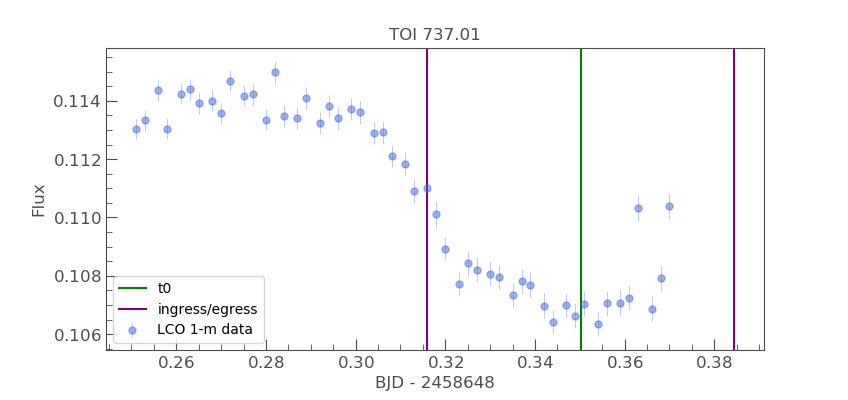 TOI 737.01
0.114
0.112
0.110
0.108
0.106
Flux
t0
ingress/egress
LCO 1-m data
0.26 0.28 0.30 0.32 0.34 0.36 0.38
BJD - 2458648